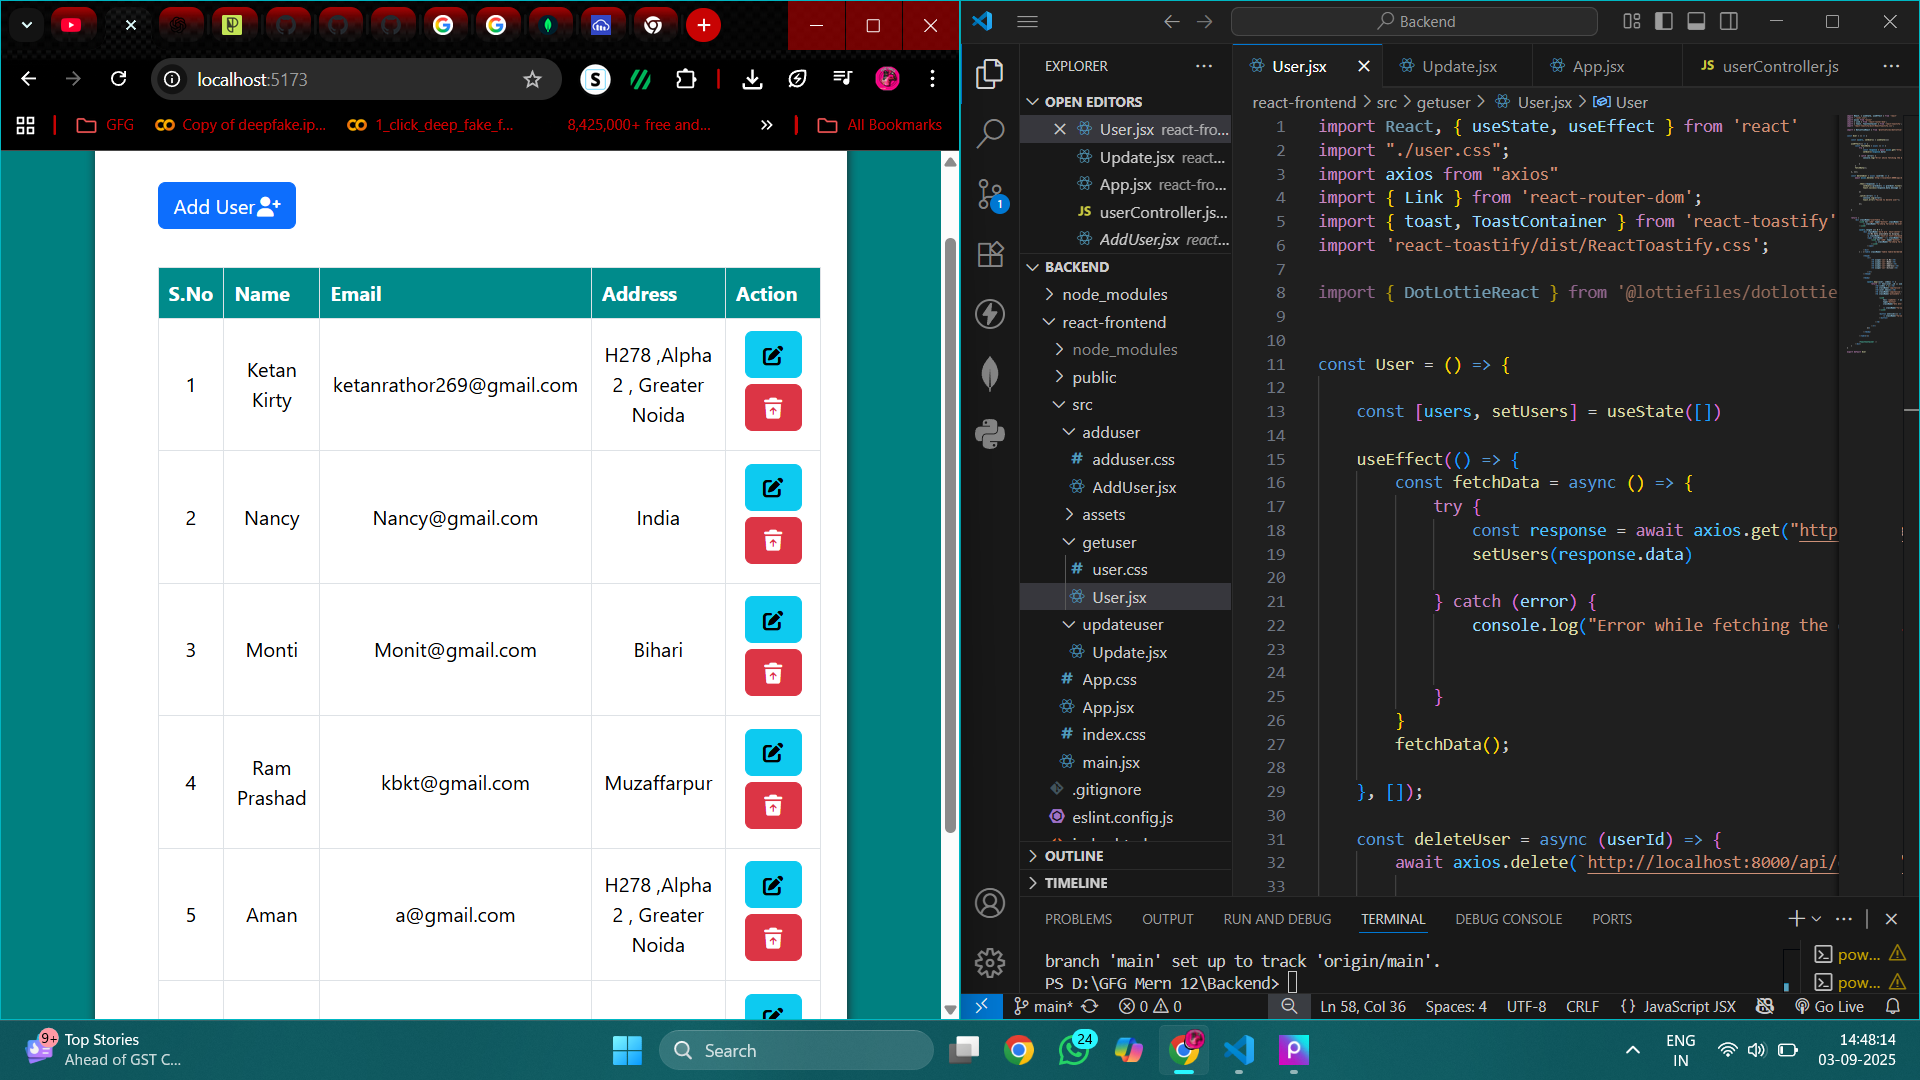 localhost:5173
GFG
Copy of deepfake.ip...
1_click_deep_fake_f...
8,425,000+ free and...
All Bookmarks
Add User
S.No Name Email Address Action
1 Ketan Kirty ketanrathor269@gmail.com H278 ,Alpha 2 , Greater Noida
2 Nancy Nancy@gmail.com India
3 Monti Monit@gmail.com Bihari
4 Ram Prashad kbkt@gmail.com Muzaffarpur
5 Aman a@gmail.com H278 ,Alpha 2 , Greater Noida
Backend
EXPLORER
OPEN EDITORS
User.jsx react-fro...
Update.jsx react...
App.jsx react-fro...
JS userController.js...
AddUser.jsx react...
BACKEND
node_modules
react-frontend
node_modules
public
src
adduser
# adduser.css
AddUser.jsx
assets
getuser
# user.css
User.jsx
updateuser
Update.jsx
# App.css
App.jsx
# index.css
main.jsx
.gitignore
eslint.config.js
OUTLINE
TIMELINE
1
User.jsx
Update.jsx
App.jsx
JS userController.js
react-frontend > src > getuser > User.jsx > User
1 import React, { useState, useEffect } from 'react'
2 import "./user.css";
3 import axios from "axios"
4 import { Link } from 'react-router-dom';
5 import { toast, ToastContainer } from 'react-toastify'
6 import 'react-toastify/dist/ReactToastify.css';
7
8 import { DotLottieReact } from '@lottiefiles/dotlottie
9
10
11 const User = () => {
12
13 const [users, setUsers] = useState([])
14
15 useEffect(() => {
16 const fetchData = async () => {
17 try {
18 const response = await axios.get("http
19 setUsers(response.data)
20
21 } catch (error) {
22 console.log("Error while fetching the
23
24
25 }
26 }
27 fetchData();
28
29 }, []);
30
31 const deleteUser = async (userId) => {
32 await axios.delete(`http://localhost:8000/api/
33
PROBLEMS OUTPUT RUN AND DEBUG TERMINAL DEBUG CONSOLE PORTS
branch 'main' set up to track 'origin/main'.
PS D:\GFG Mern 12\Backend>
pow...
pow...
main* 0 0 Ln 58, Col 36 Spaces: 4 UTF-8 CRLF {} JavaScript JSX Go Live
9+
Top Stories
Ahead of GST C...
Search
24
ENG
IN
14:48:14
03-09-2025